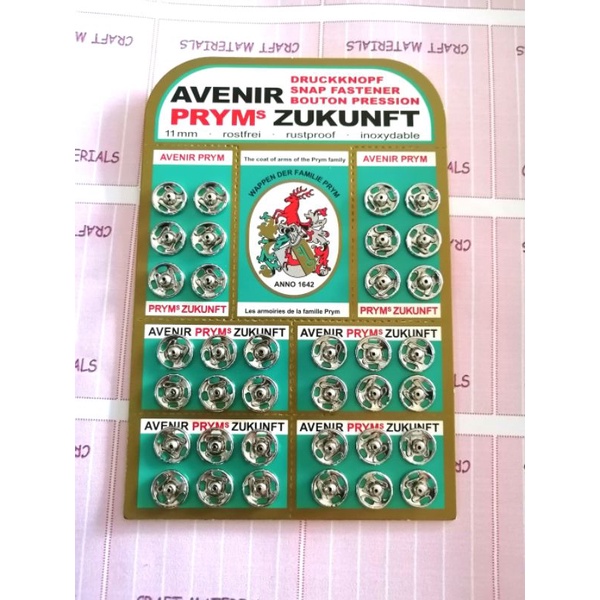 CRAFT MATERIALS
CRAFT MATERIALS
DRUCKKNOPF
SNAP FASTENER
BOUTON PRESSION
AVENIR
PRYMS ZUKUNFT
11mm · rostfrei · rustproof · inoxydable
AVENIR PRYM
The coat of arms of the Prym family
AVENIR PRYM
WAPPEN DER FAMILIE PRYM
ANNO 1642
PRYMS ZUKUNFT
Les armoiries de la famille Prym
PRYMS ZUKUNFT
AVENIR PRYMS ZUKUNFT
AVENIR PRYMS ZUKUNFT
AVENIR PRYMS ZUKUNFT
AVENIR PRYMS ZUKUNFT
CRAFT MATERIALS